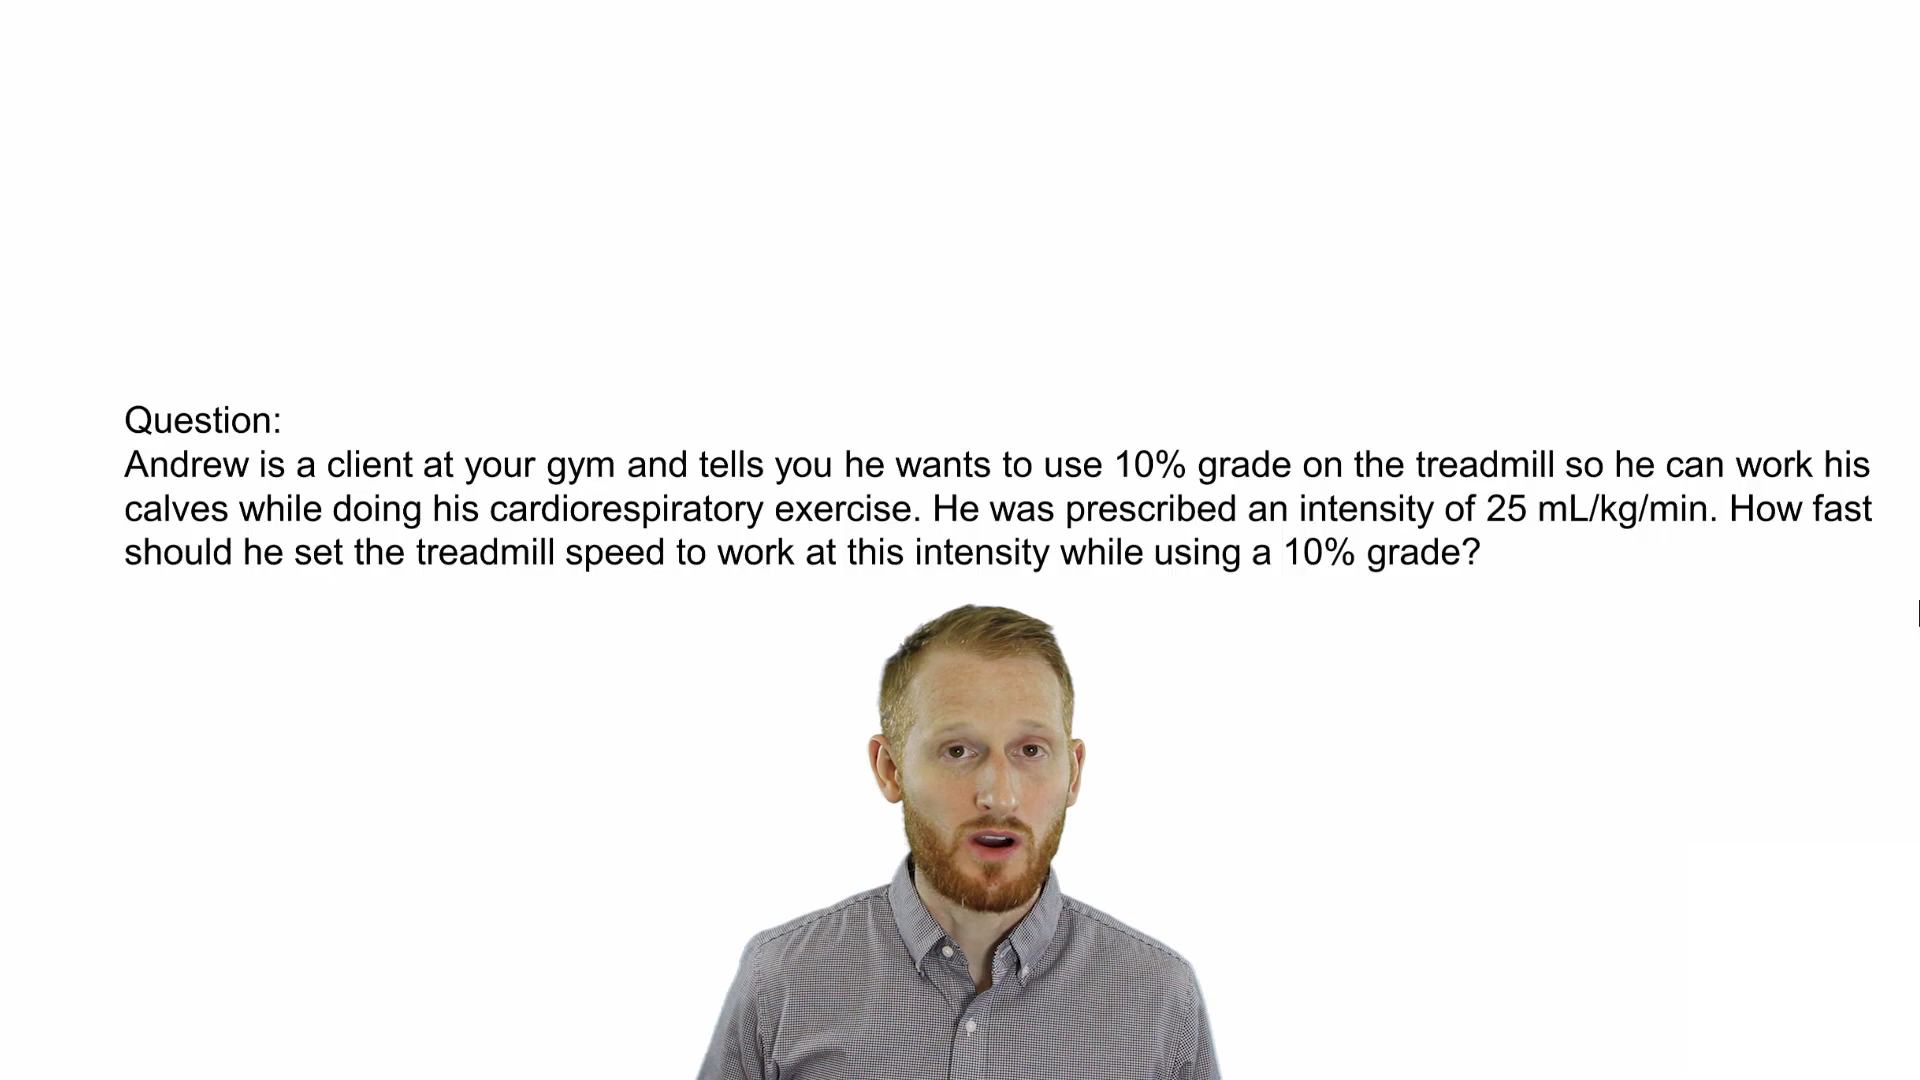 Question:
Andrew is a client at your gym and tells you he wants to use 10% grade on the treadmill so he can work his
calves while doing his cardiorespiratory exercise. He was prescribed an intensity of 25 mL/kg/min. How fast
should he set the treadmill speed to work at this intensity while using a 10% grade?